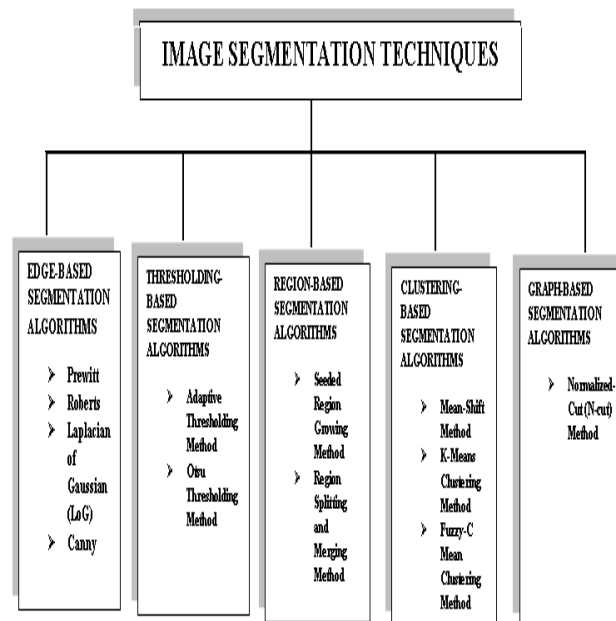 IMAGE SEGMENTATION TECHNIQUES
EDGE-BASED
SEGMENTATION
ALGORITHMS
➢ Prewitt
➢ Roberts
➢ Laplacian
of
Gaussian
(LoG)
➢ Canny
THRESHOLDING-
BASED
SEGMENTATION
ALGORITHMS
➢ Adaptive
Thresholding
Method
➢ Otsu
Thresholding
Method
REGION-BASED
SEGMENTATION
ALGORITHMS
➢ Seeded
Region
Growing
Method
➢ Region
Splitting
and
Merging
Method
CLUSTERING-
BASED
SEGMENTATION
ALGORITHMS
➢ Mean-Shift
Method
➢ K-Means
Clustering
Method
➢ Fuzzy-C
Mean
Clustering
Method
GRAPH-BASED
SEGMENTATION
ALGORITHMS
➢ Normalized-
Cut (N-cut)
Method